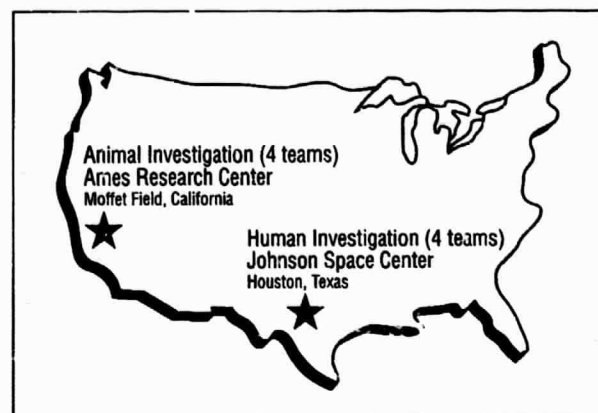 Animal Investigation (4 teams)
Ames Research Center
Moffet Field, California
Human Investigation (4 teams)
Johnson Space Center
Houston, Texas